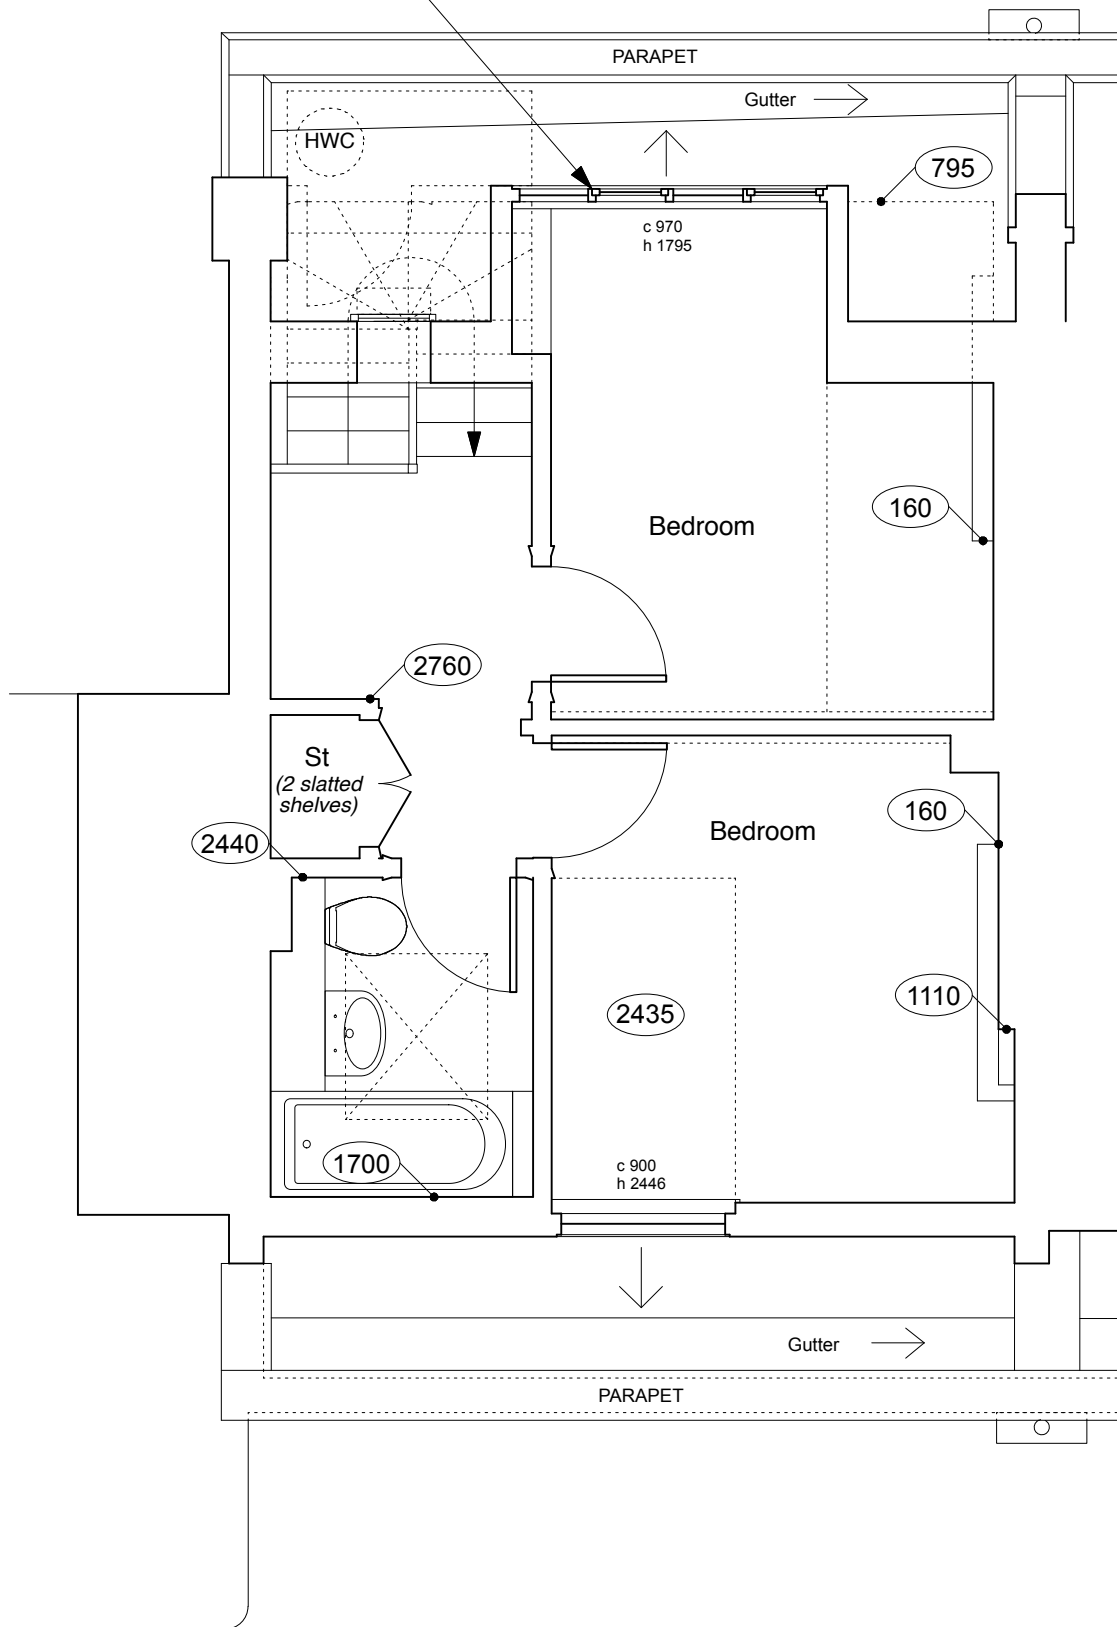 PARAPET
Gutter
HWC
795
c 970
h 1795
160
Bedroom
2760
St
(2 slatted
shelves)
160
Bedroom
2440
1110
2435
1700
c 900
h 2446
Gutter
PARAPET